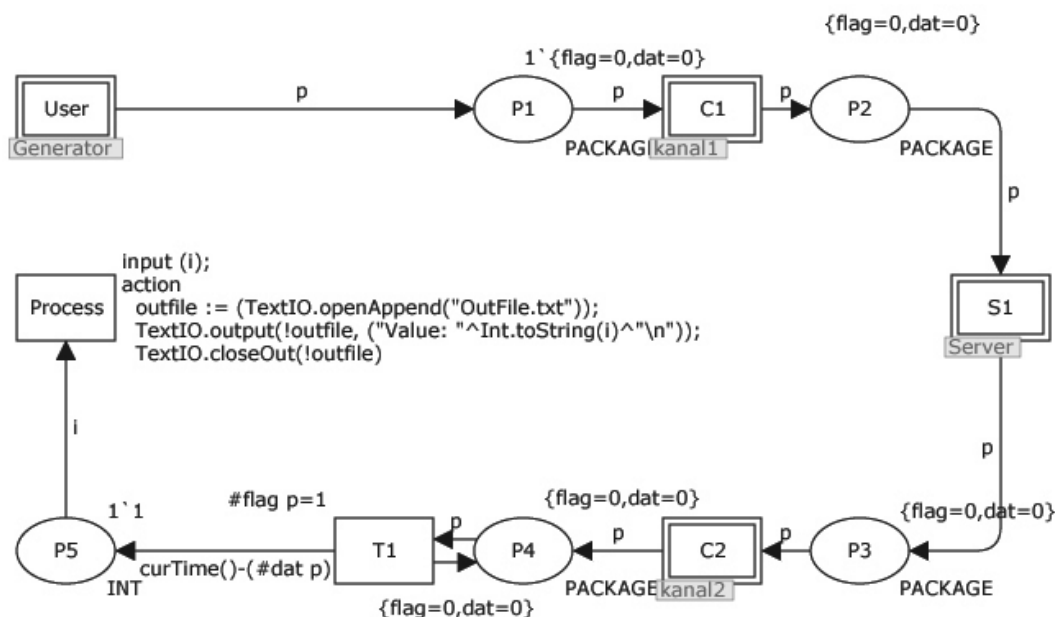 {flag=0,dat=0}
1`{flag=0,dat=0}
User
p
P1
p
C1
p
P2
Generator
PACKAGE
kanal1
PACKAGE
p
input (i);
action
outfile := (TextIO.openAppend("OutFile.txt"));
TextIO.output(!outfile, ("Value: "^Int.toString(i)^"\n"));
TextIO.closeOut(!outfile)
Process
S1
Server
i
p
#flag p=1
{flag=0,dat=0}
{flag=0,dat=0}
1`1
P5
T1
p
P4
p
C2
p
P3
curTime()-(#dat p)
INT
PACKAGE
kanal2
PACKAGE
{flag=0,dat=0}